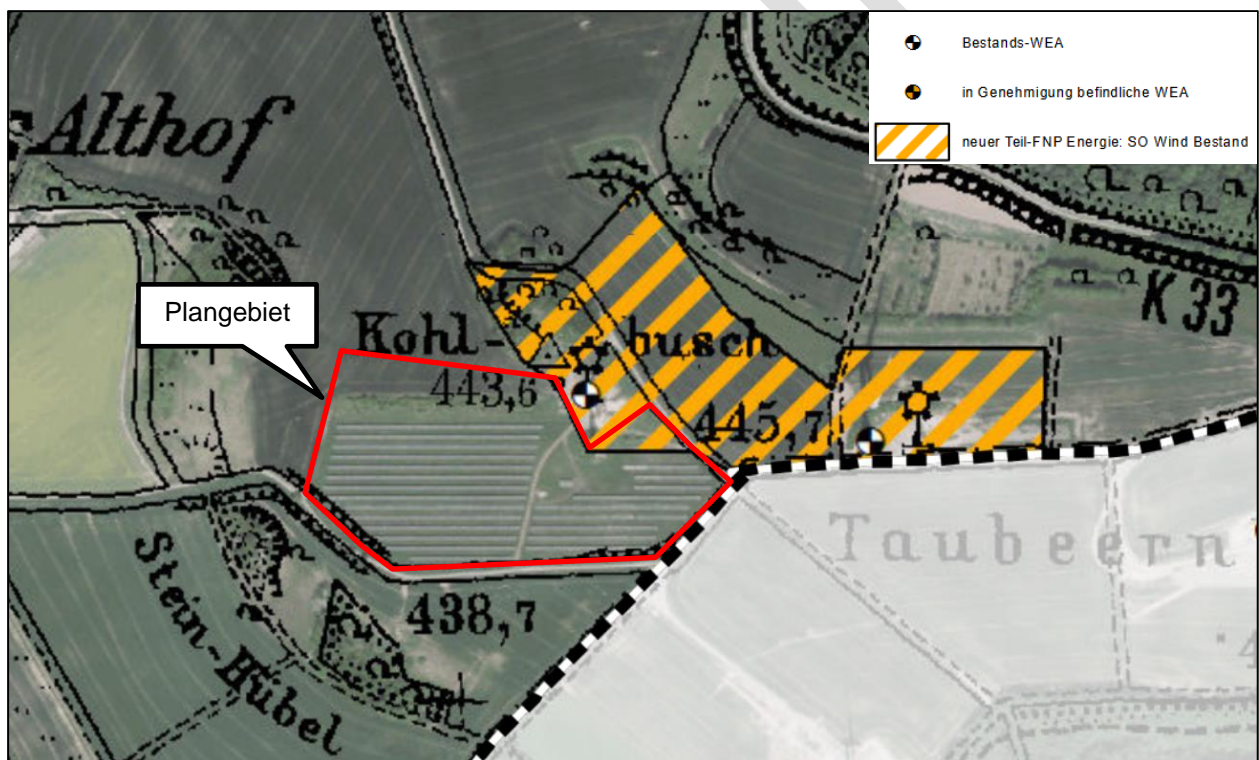 Bestands-WEA
in Genehmigung befindliche WEA
neuer Teil-FNP Energie: SO Wind Bestand
Althof
K 33
Plangebiet
Kohl-
busch
443,6
445,7
Taubeern
Stein-Hübel
438,7